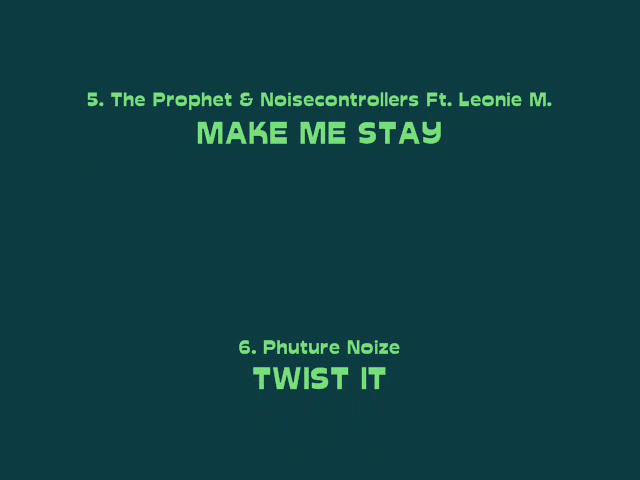 5. The Prophet & Noisecontrollers Ft. Leonie M.
MAKE ME STAY
6. Phuture Noize
TWIST IT